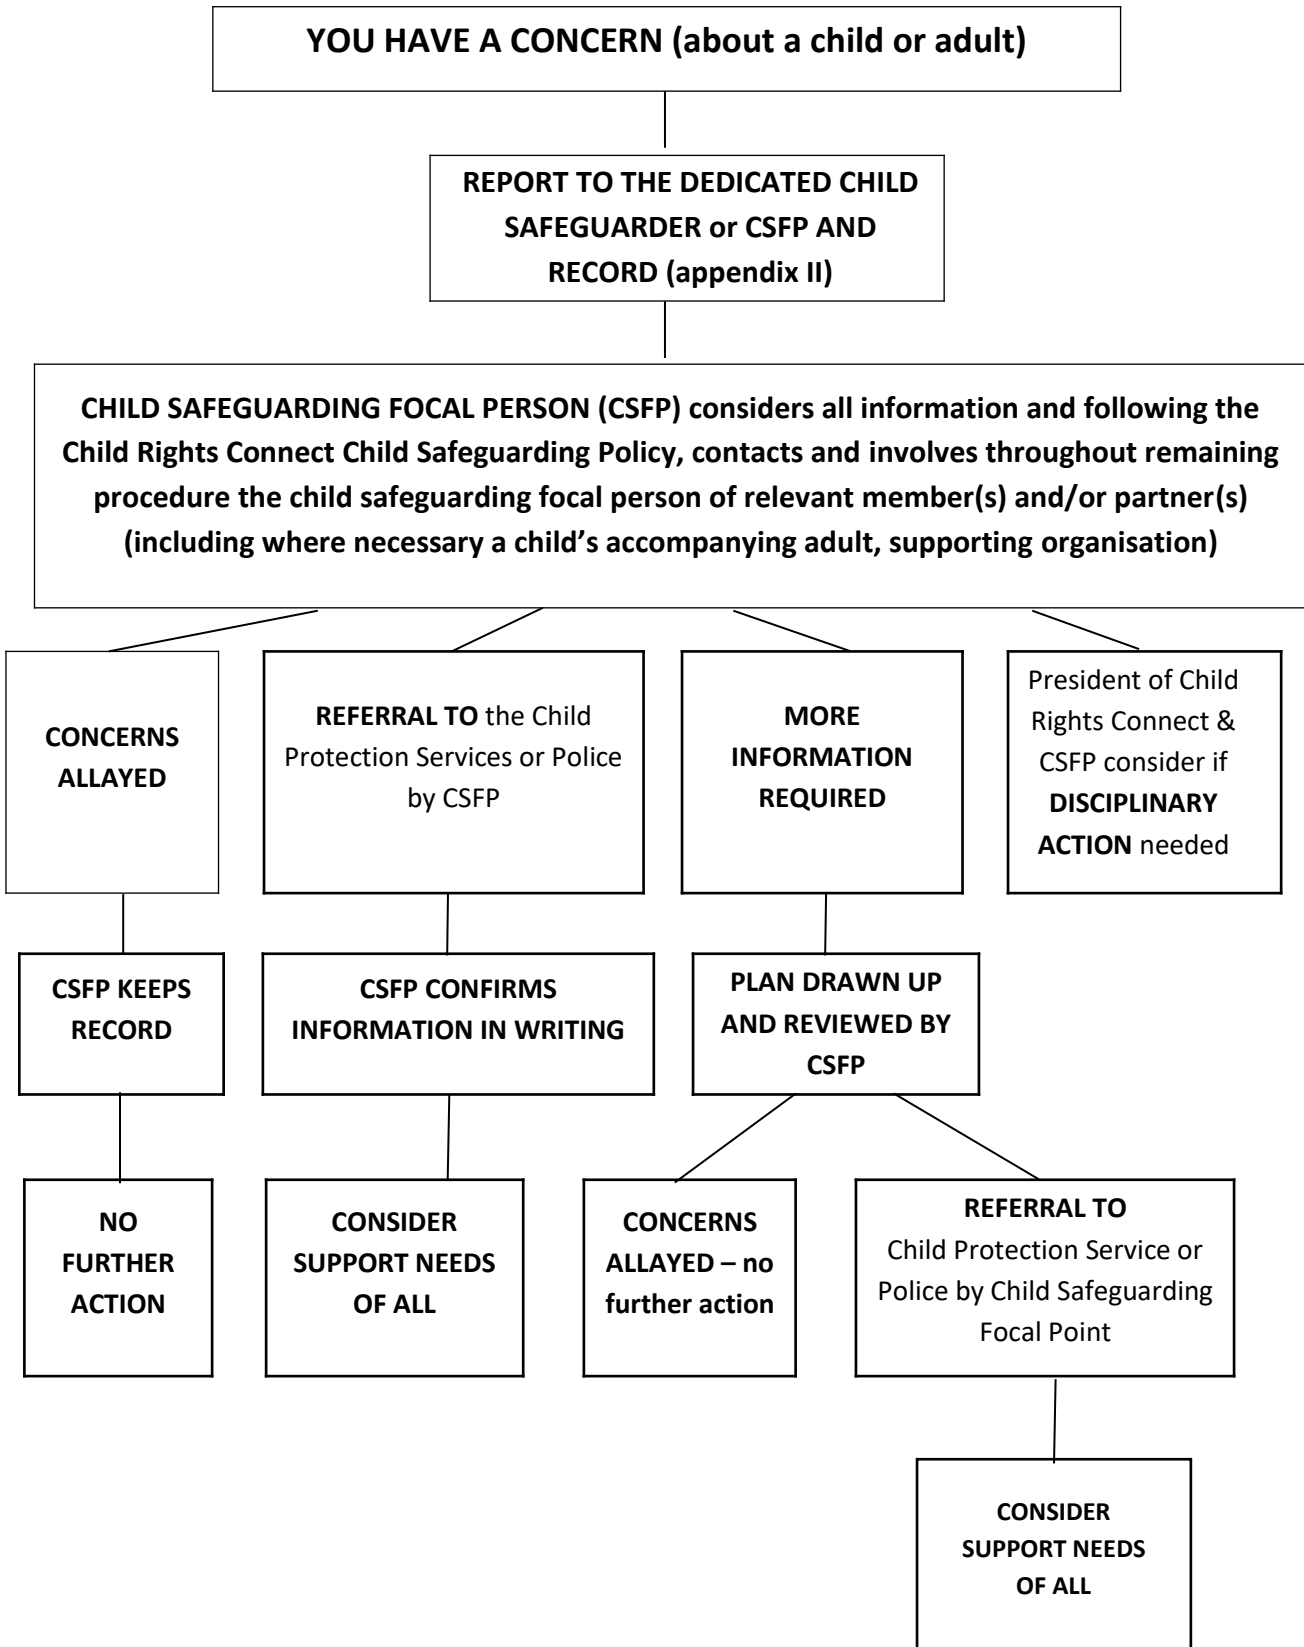 YOU HAVE A CONCERN (about a child or adult)
REPORT TO THE DEDICATED CHILD
SAFEGUARDER or CSFP AND
RECORD (appendix II)
CHILD SAFEGUARDING FOCAL PERSON (CSFP) considers all information and following the
Child Rights Connect Child Safeguarding Policy, contacts and involves throughout remaining
procedure the child safeguarding focal person of relevant member(s) and/or partner(s)
(including where necessary a child’s accompanying adult, supporting organisation)
CONCERNS
ALLAYED
REFERRAL TO the Child
Protection Services or Police
by CSFP
MORE
INFORMATION
REQUIRED
President of Child
Rights Connect &
CSFP consider if
DISCIPLINARY
ACTION needed
CSFP KEEPS
RECORD
CSFP CONFIRMS
INFORMATION IN WRITING
PLAN DRAWN UP
AND REVIEWED BY
CSFP
NO
FURTHER
ACTION
CONSIDER
SUPPORT NEEDS
OF ALL
CONCERNS
ALLAYED – no
further action
REFERRAL TO
Child Protection Service or
Police by Child Safeguarding
Focal Point
CONSIDER
SUPPORT NEEDS
OF ALL